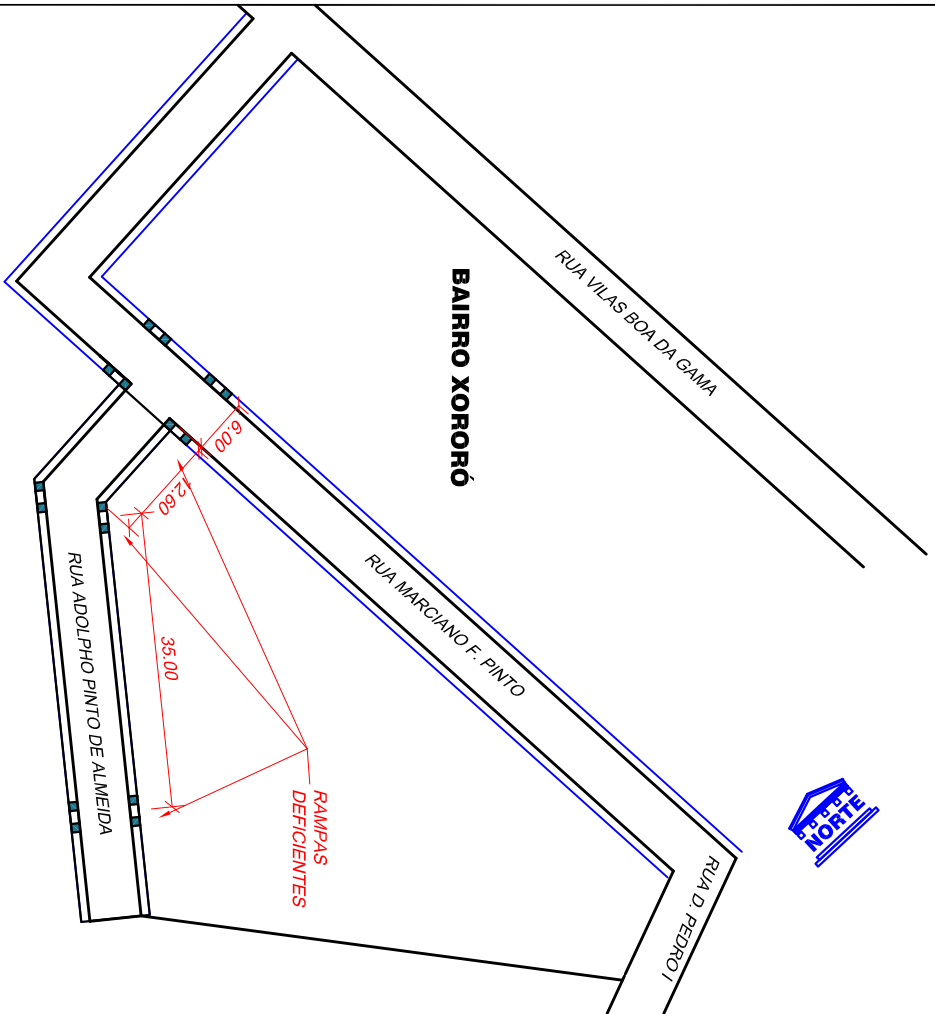 RUA VILAS BOA DA GAMA
BAIRRO XORORÓ
6.00
12.60
RUA MARCIANO F. PINTO
35.00
RUA ADOLPHO PINTO DE ALMEIDA
RAMPAS
DEFICIENTES
NORTE
RUA D. PEDRO I